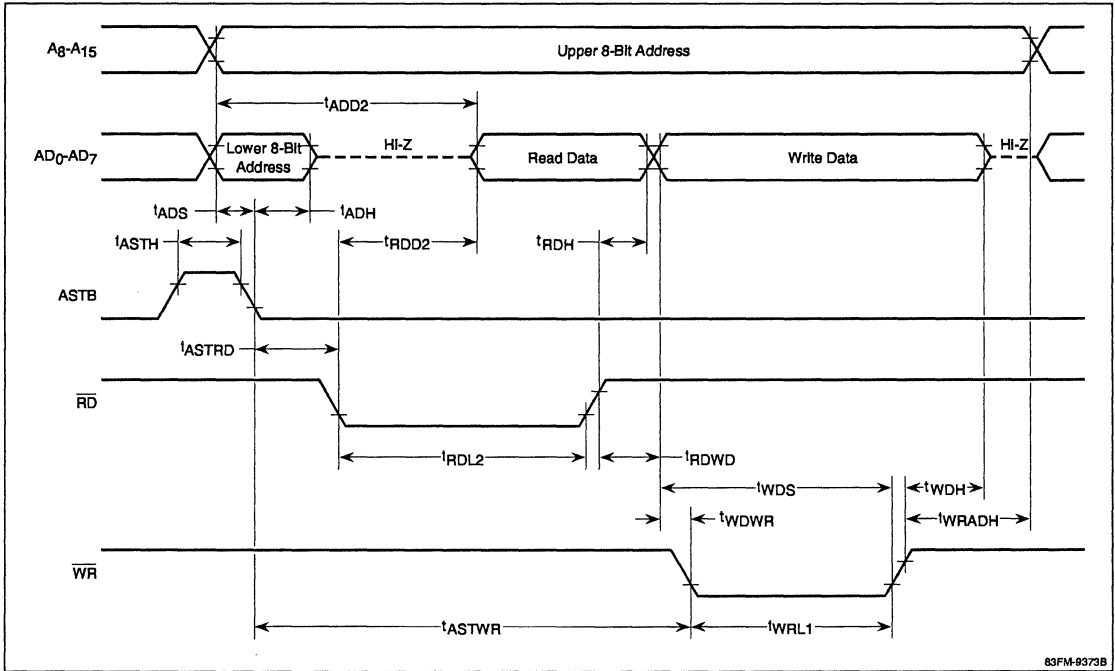 A8-A15
Upper 8-Bit Address
tADD2
AD0-AD7
Lower 8-Bit
Address
HI-Z
Read Data
Write Data
HI-Z
tADS
tADH
tASTH
tRDD2
tRDH
ASTB
tASTRD
RD
tRDL2
tRDWD
tWDS
tWDH
tWDWR
tWRADH
WR
tASTWR
tWRL1
83FM-9373B